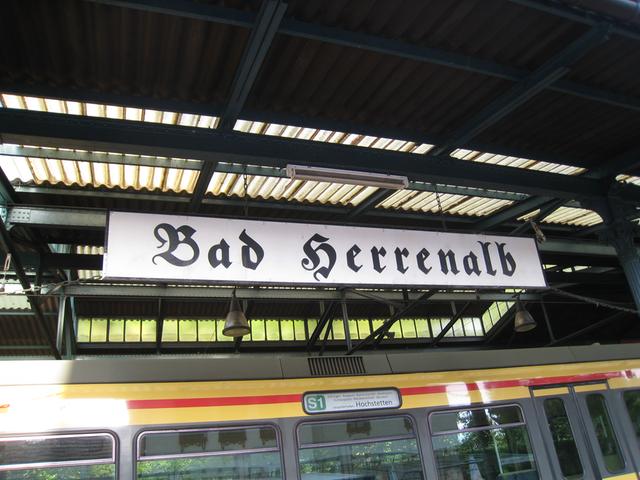 Bad Herrenalb
S1
Hochstetten